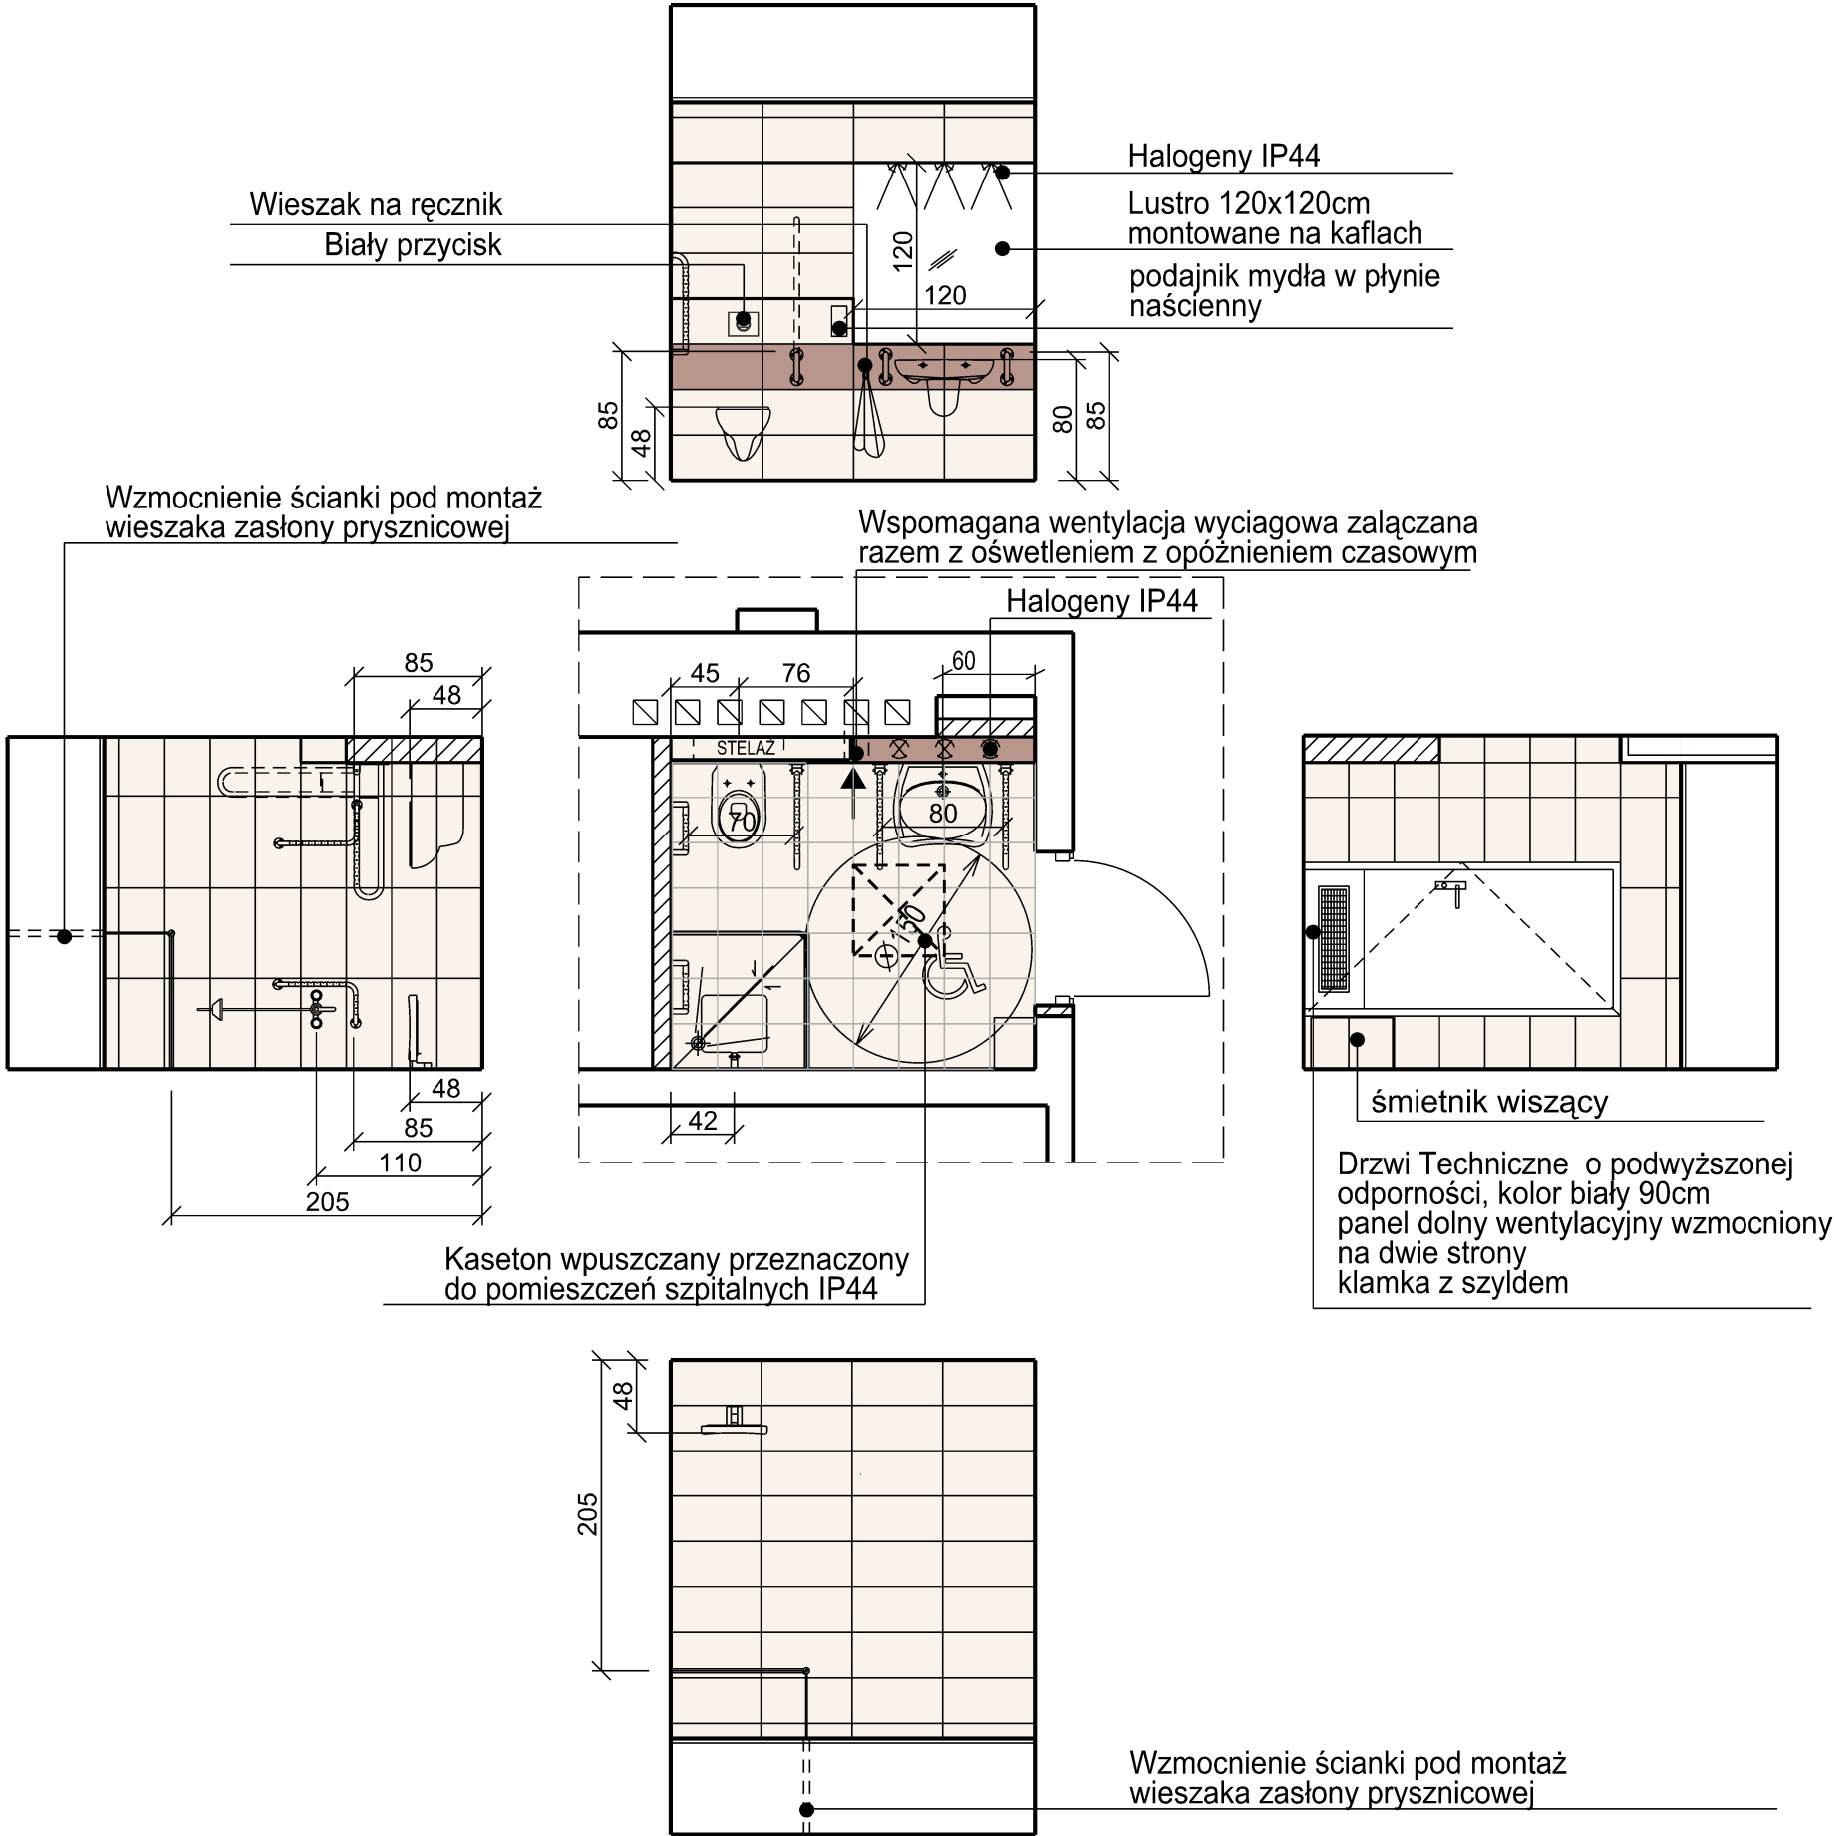 Halogeny IP44
Wieszak na ręcznik
Lustro 120x120cm
montowane na kaflach
Biały przycisk
120
podajnik mydła w płynie
naścienny
120
85
48
80
85
Wzmocnienie ścianki pod montaż
wieszaka zasłony prysznicowej
Wspomagana wentylacja wyciagowa zalączana
razem z oświetleniem z opóżnieniem czasowym
Halogeny IP44
85
48
45
76
60
STELAŻ
70
80
150
48
85
110
205
42
śmietnik wiszący
Drzwi Techniczne o podwyższonej
odporności, kolor biały 90cm
panel dolny wentylacyjny wzmocniony
na dwie strony
klamka z szyldem
Kaseton wpuszczany przeznaczony
do pomieszczeń szpitalnych IP44
48
205
Wzmocnienie ścianki pod montaż
wieszaka zasłony prysznicowej